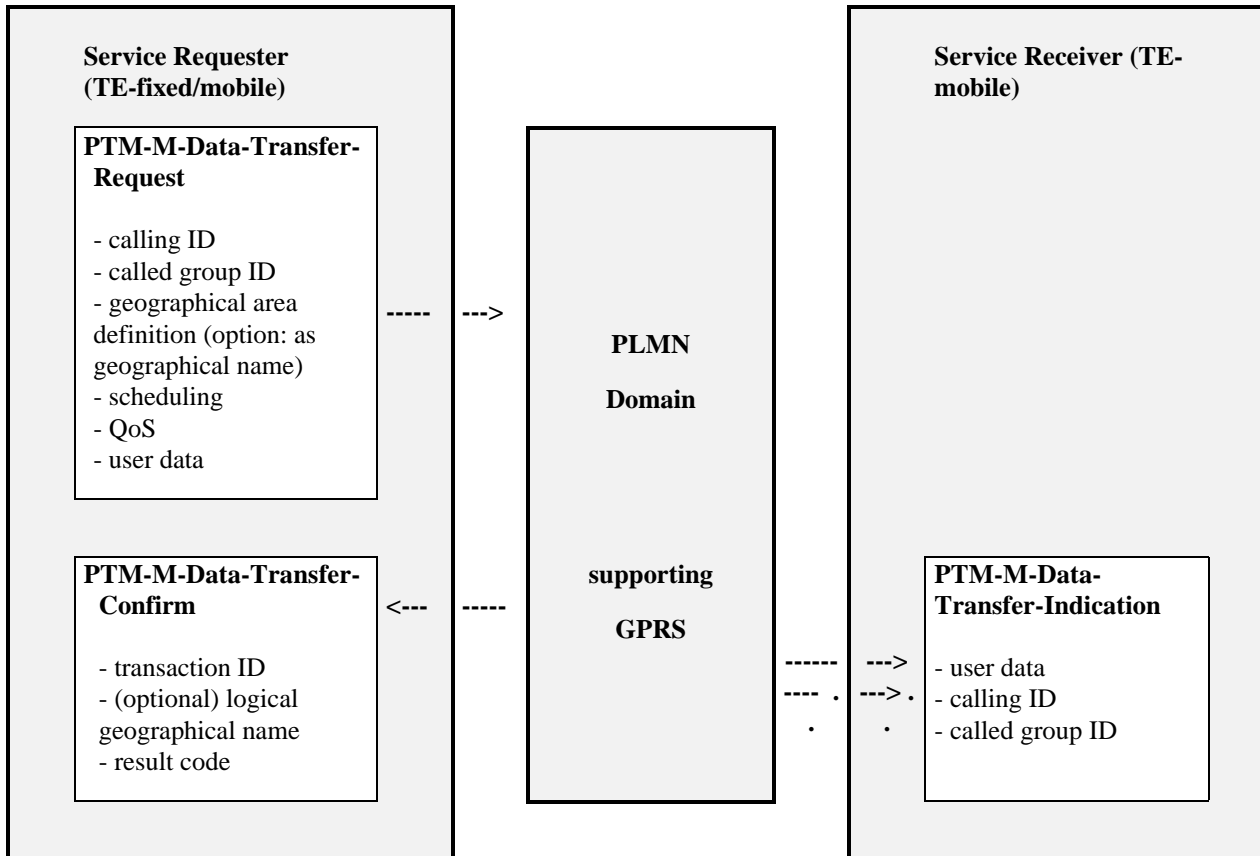 Service Requester
(TE-fixed/mobile)
PTM-M-Data-Transfer-
Request
- calling ID
- called group ID
- geographical area
definition (option: as
geographical name)
- scheduling
- QoS
- user data
PTM-M-Data-Transfer-
Confirm
- transaction ID
- (optional) logical
geographical name
- result code
----- --->
<--- -----
PLMN
Domain
supporting
GPRS
------ --->
---- . --->.
. .
Service Receiver (TE-
mobile)
PTM-M-Data-
Transfer-Indication
- user data
- calling ID
- called group ID